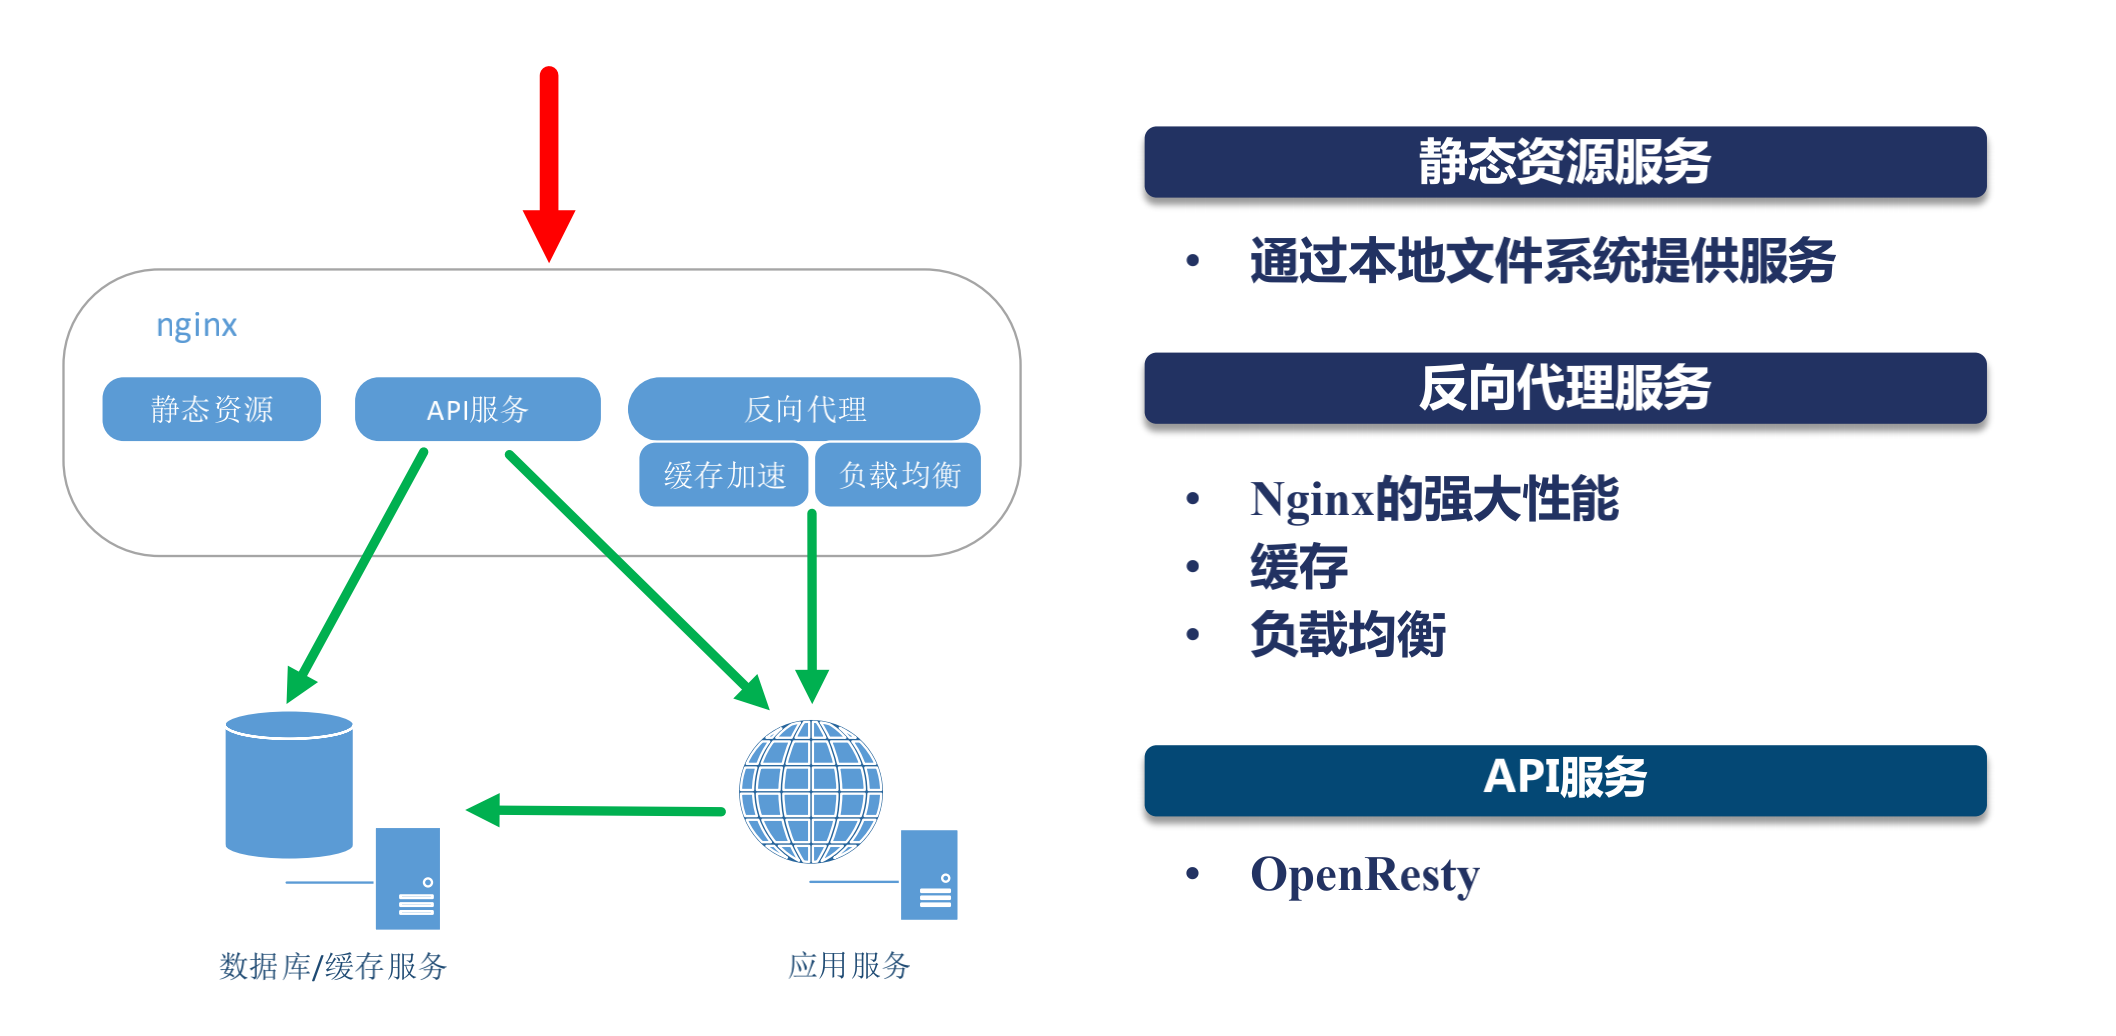 nginx
静态资源
API服务
反向代理
缓存加速
负载均衡
数据库/缓存服务
应用服务
静态资源服务
• 通过本地文件系统提供服务
反向代理服务
• Nginx的强大性能
• 缓存
• 负载均衡
API服务
• OpenResty